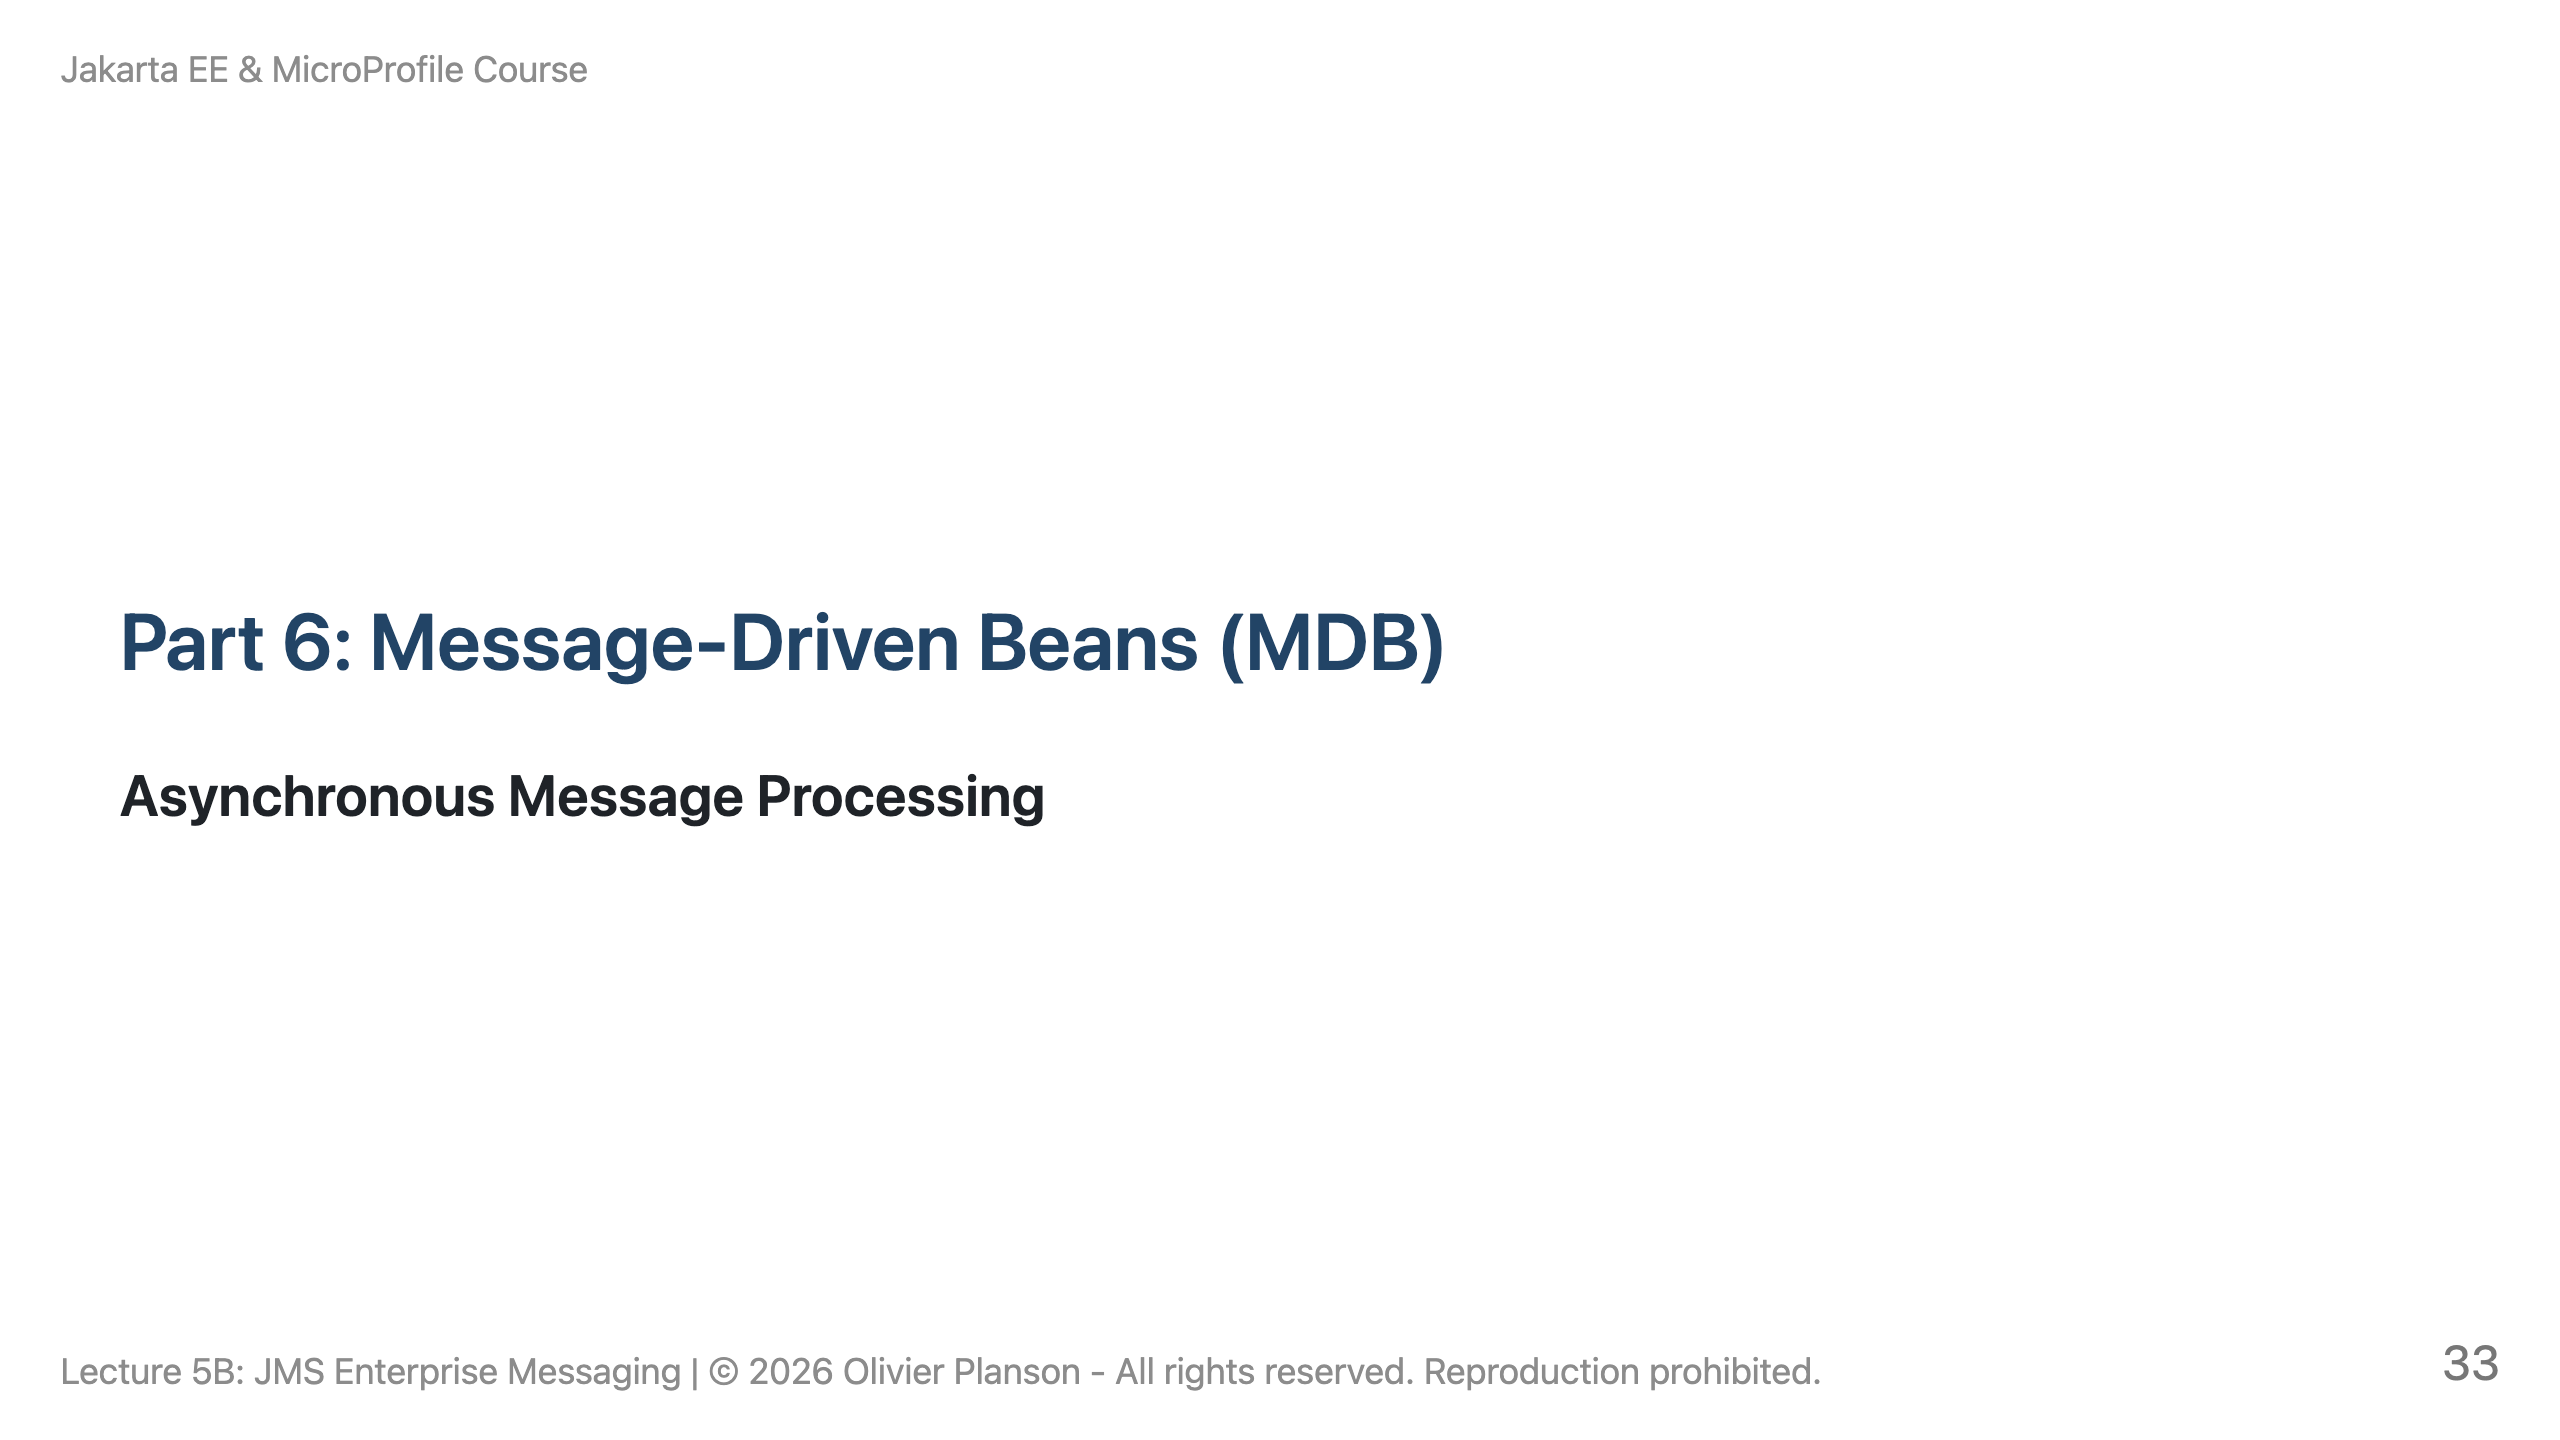 Jakarta EE & MicroProfile Course
Part 6: Message-Driven Beans (MDB)
Asynchronous Message Processing
Lecture 5B: JMS Enterprise Messaging | © 2026 Olivier Planson - All rights reserved. Reproduction prohibited.
33